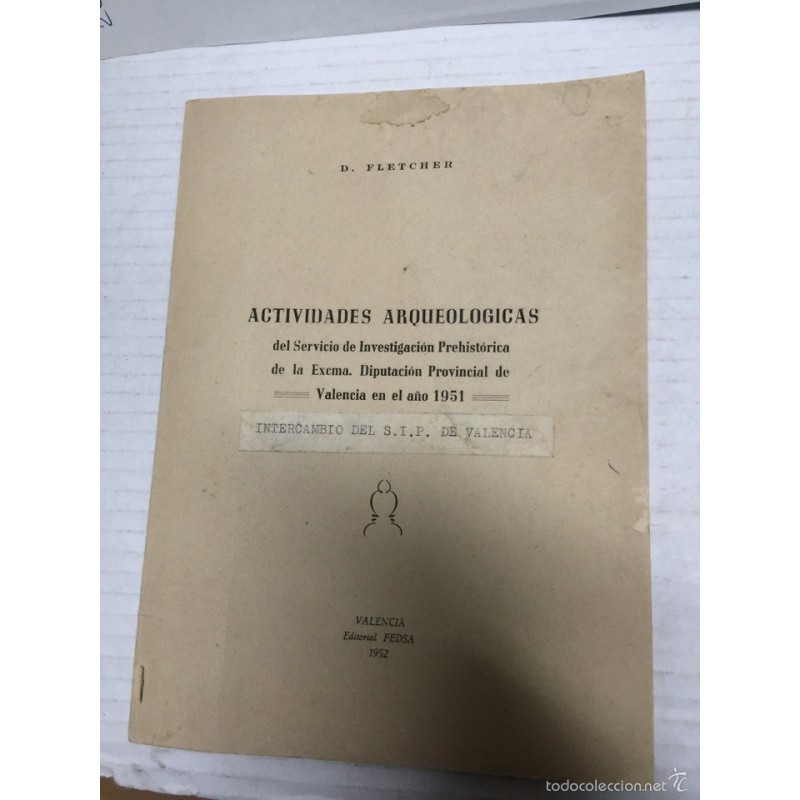 D. FLETCHER
ACTIVIDADES ARQUEOLOGICAS
del Servicio de Investigación Prehistórica
de la Excma. Diputación Provincial de
Valencia en el año 1951
INTERCAMBIO DEL S.I.P. DE VALENCIA
VALENCIA
Editorial FEDSA
1952
todocoleccion.net